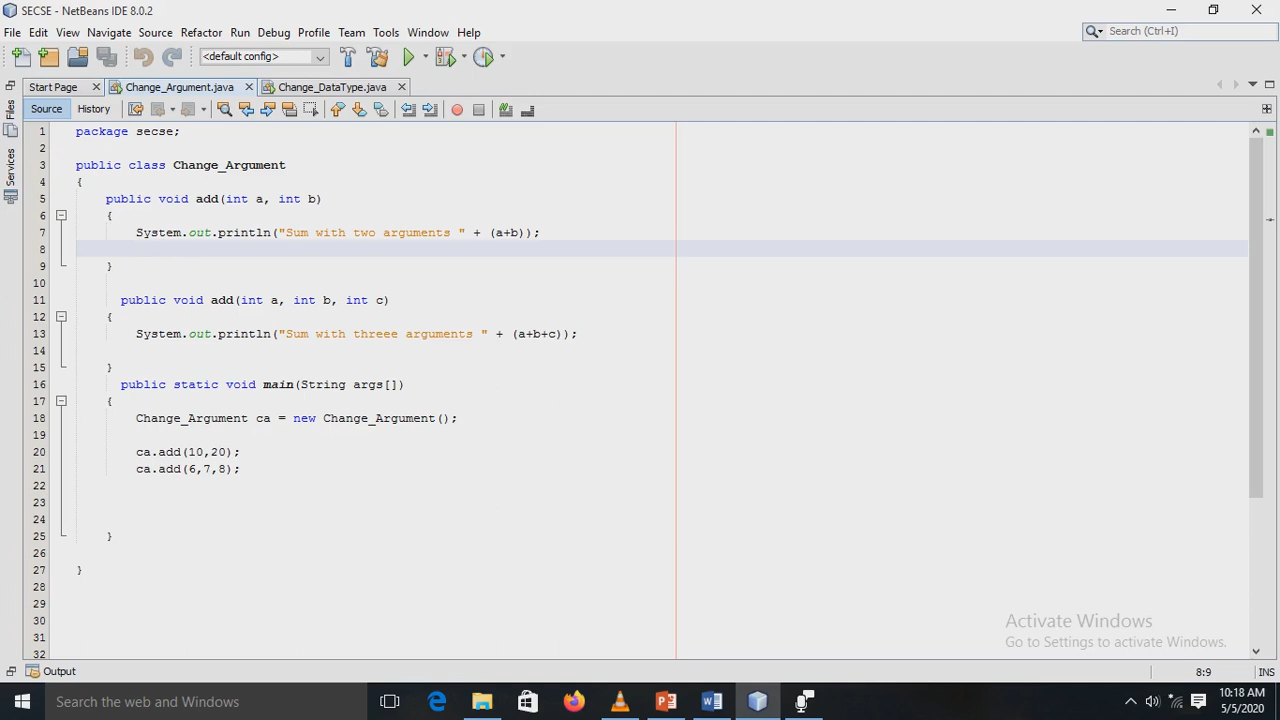 SECSE - NetBeans IDE 8.0.2
File Edit View Navigate Source Refactor Run Debug Profile Team Tools Window Help
Search (Ctrl+I)
<default config>
Start Page Change_Argument.java Change_DataType.java
Source History
Files
Services
1 package secse;
2
3 public class Change_Argument
4 {
5 public void add(int a, int b)
6 {
7 System.out.println("Sum with two arguments " + (a+b));
8
9 }
10
11 public void add(int a, int b, int c)
12 {
13 System.out.println("Sum with threee arguments " + (a+b+c));
14
15 }
16 public static void main(String args[])
17 {
18 Change_Argument ca = new Change_Argument();
19
20 ca.add(10,20);
21 ca.add(6,7,8);
22
23
24
25 }
26
27 }
28
29
30
31
32
Activate Windows
Go to Settings to activate Windows.
Output
8:9 INS
Search the web and Windows
10:18 AM
5/5/2020